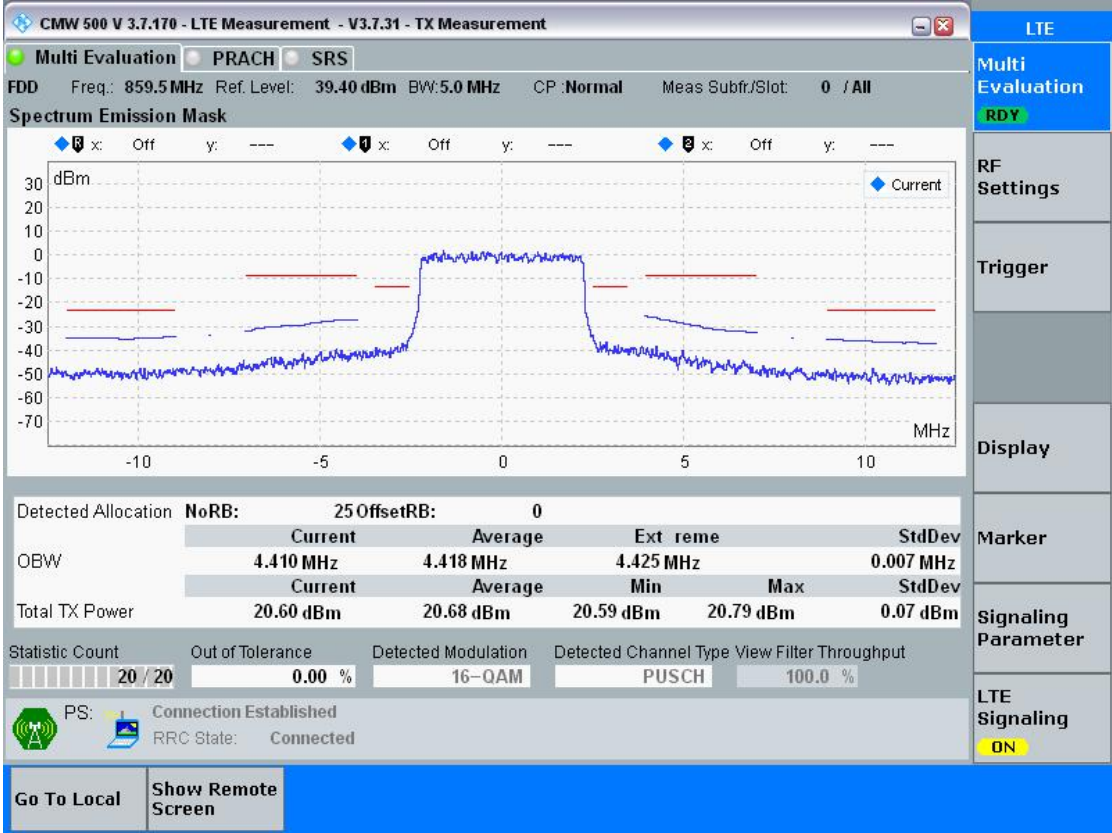 CMW 500 V 3.7.170 - LTE Measurement - V3.7.31 - TX Measurement
LTE
Multi Evaluation PRACH SRS
FDD Freq.: 859.5 MHz Ref. Level: 39.40 dBm BW:5.0 MHz CP :Normal Meas Subfr./Slot: 0 / All
Spectrum Emission Mask
R x: Off y: --- 1 x: Off y: --- 2 x: Off y: ---
dBm
Current
30
20
10
0
-10
-20
-30
-40
-50
-60
-70
MHz
-10 -5 0 5 10
Detected Allocation NoRB: 25 OffsetRB: 0
Current Average Ext reme StdDev
OBW 4.410 MHz 4.418 MHz 4.425 MHz 0.007 MHz
Current Average Min Max StdDev
Total TX Power 20.60 dBm 20.68 dBm 20.59 dBm 20.79 dBm 0.07 dBm
Statistic Count Out of Tolerance Detected Modulation Detected Channel Type View Filter Throughput
20 / 20 0.00 % 16-QAM PUSCH 100.0 %
PS: Connection Established
RRC State: Connected
Multi
Evaluation
RDY
RF
Settings
Trigger
Display
Marker
Signaling
Parameter
LTE
Signaling
ON
Go To Local
Show Remote
Screen